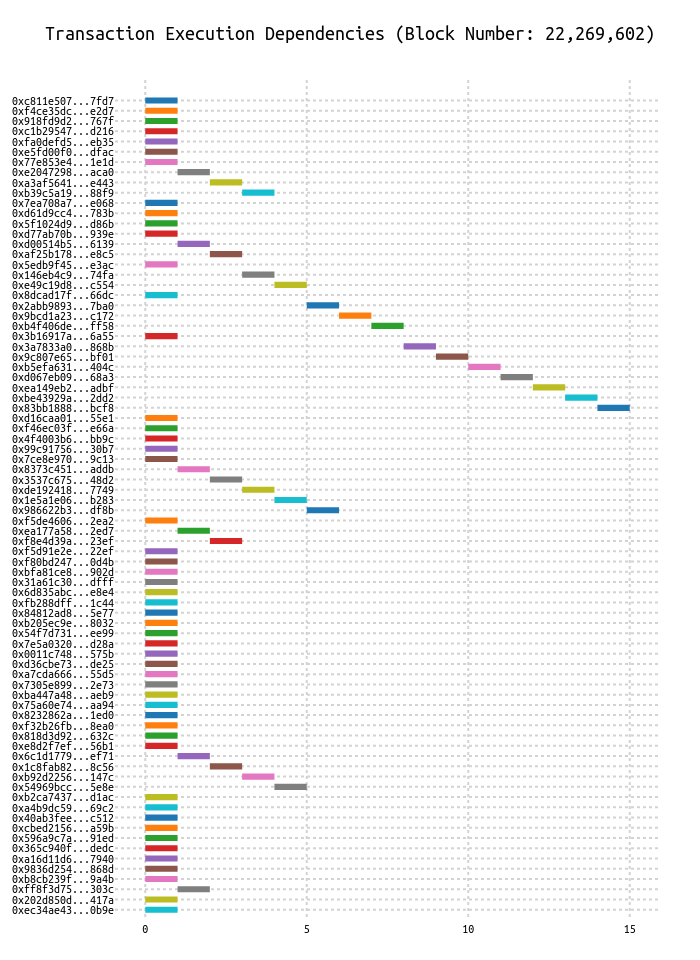 Transaction Execution Dependencies (Block Number: 22,269,602)
0xc811e507...7fd7
0xf4ce35dc...e2d7
0x918fd9d2...767f
0xc1b29547...d216
0xfa0defd5...eb35
0xe5fd00f0...dfac
0x77e853e4...1e1d
0xe2047298...aca0
0xa3af5641...e443
0xb39c5a19...88f9
0x7ea708a7...e068
0xd61d9cc4...783b
0x5f1024d9...d86b
0xd77ab70b...939e
0xd00514b5...6139
0xaf25b178...e8c5
0x5edb9f45...e3ac
0x146eb4c9...74fa
0xe49c19d8...c554
0x8dcad17f...66dc
0x2abb9893...7ba0
0x9bcd1a23...c172
0xb4f406de...ff58
0x3b16917a...6a55
0x3a7833a0...868b
0x9c807e65...bf01
0xb5efa631...404c
0xd067eb09...68a3
0xea149eb2...adbf
0xbe43929a...2dd2
0x83bb1888...bcf8
0xd16caa01...55e1
0xf46ec03f...e66a
0x4f4003b6...bb9c
0x99c91756...30b7
0x7ce8e970...9c13
0x8373c451...addb
0x3537c675...48d2
0xde192418...7749
0x1e5a1e06...b283
0x986622b3...df8b
0xf5de4606...2ea2
0xea177a58...2ed7
0xf8e4d39a...23ef
0xf5d91e2e...22ef
0xf80bd247...0d4b
0xbfa81ce8...902d
0x31a61c30...dfff
0x6d835abc...e8e4
0xfb288dff...1c44
0x84812ad8...5e77
0xb205ec9e...8032
0x54f7d731...ee99
0x7e5a0320...d28a
0x0011c748...575b
0xd36cbe73...de25
0xa7cda666...55d5
0x7305e899...2e73
0xba447a48...aeb9
0x75a60e74...aa94
0x8232862a...1ed0
0xf32b26fb...8ea0
0x818d3d92...632c
0xe8d2f7ef...56b1
0x6c1d1779...ef71
0x1c8fab82...8c56
0xb92d2256...147c
0x54969bcc...5e8e
0xb2ca7437...d1ac
0xa4b9dc59...69c2
0x40ab3fee...c512
0xcbed2156...a59b
0x596a9c7a...91ed
0x365c940f...dedc
0xa16d11d6...7940
0x9836d254...868d
0xb8cb239f...9a4b
0xff8f3d75...303c
0x202d850d...417a
0xec34ae43...0b9e
0 5 10 15